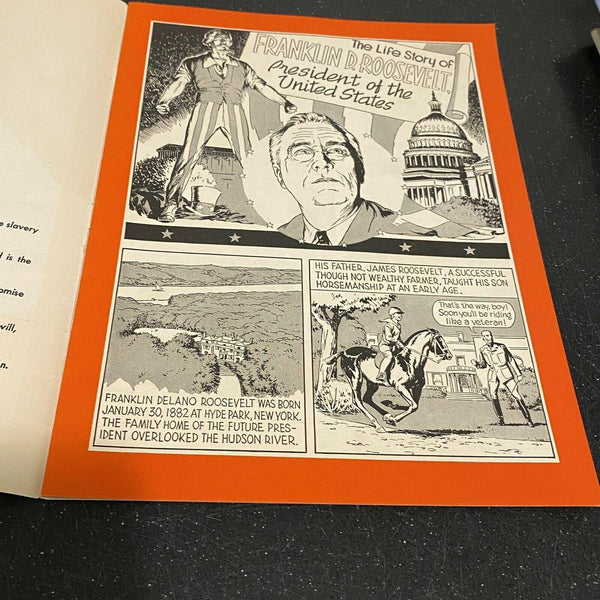 e slavery
d is the
omise
will,
n.
The Life Story of
FRANKLIN D. ROOSEVELT,
President of the
United States
FRANKLIN DELANO ROOSEVELT WAS BORN
JANUARY 30, 1882 AT HYDE PARK, NEW YORK.
THE FAMILY HOME OF THE FUTURE PRES-
IDENT OVERLOOKED THE HUDSON RIVER.
HIS FATHER, JAMES ROOSEVELT, A SUCCESSFUL
THOUGH NOT WEALTHY FARMER, TAUGHT HIS SON
HORSEMANSHIP AT AN EARLY AGE.
That's the way, boy!
Soon you'll be riding
like a veteran!